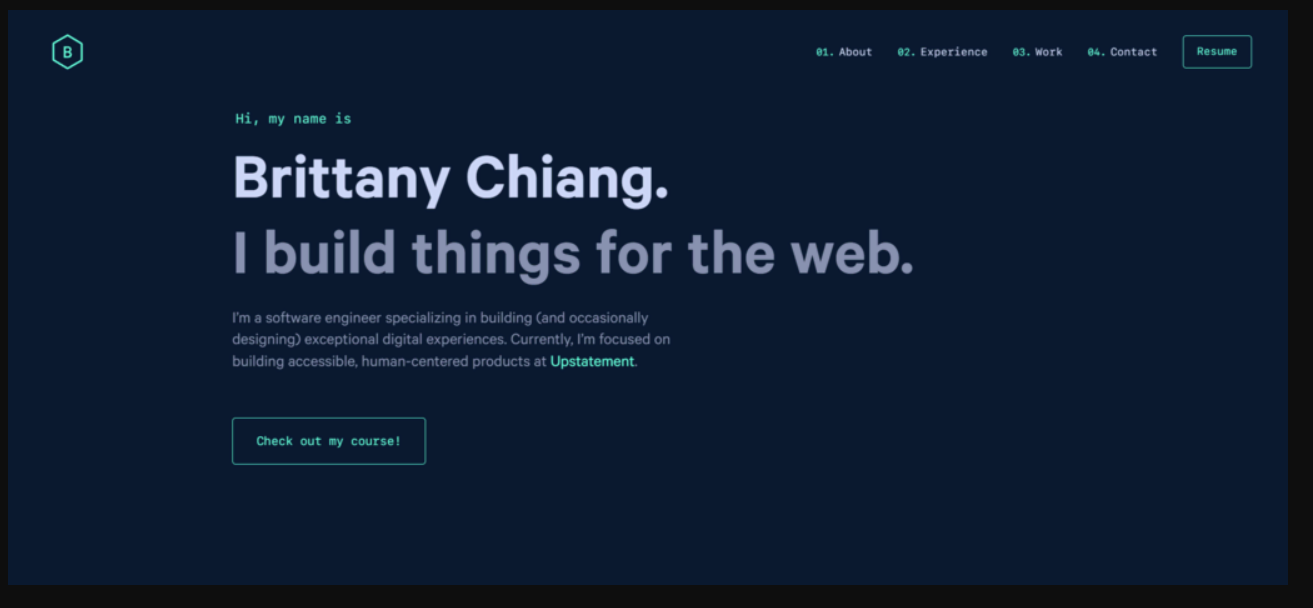 B
01. About 02. Experience 03. Work 04. Contact Resume
Hi, my name is
Brittany Chiang.
I build things for the web.
I'm a software engineer specializing in building (and occasionally
designing) exceptional digital experiences. Currently, I'm focused on
building accessible, human-centered products at Upstatement.
Check out my course!